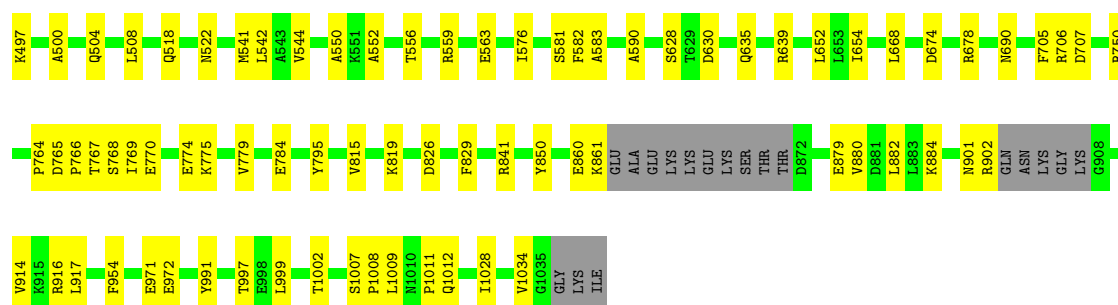 K497 A500 Q504 L508 Q518 N522 M541 L542 A543 V544 A550 K551 A552 T556 R559 E563 I576 S581 F582 A583 A590 S628 T629 D630 Q635 R639 L652 L653 I654 L668 D674 R678 N690 F705 R706 D707
P764 D765 P766 T767 S768 I769 E770 E774 K775 V779 E784 Y795 V815 K819 D826 F829 R841 Y850 E860 K861 GLU ALA GLU LYS LYS GLU LYS SER THR THR D872 E879 V880 D881 L882 L883 K884 N901 R902 GLN ASN LYS GLY LYS G908
V914 K915 R916 L917 F954 E971 E972 Y991 T997 E998 L999 T1002 S1007 P1008 L1009 N1010 P1011 Q1012 I1028 V1034 G1035 GLY LYS ILE